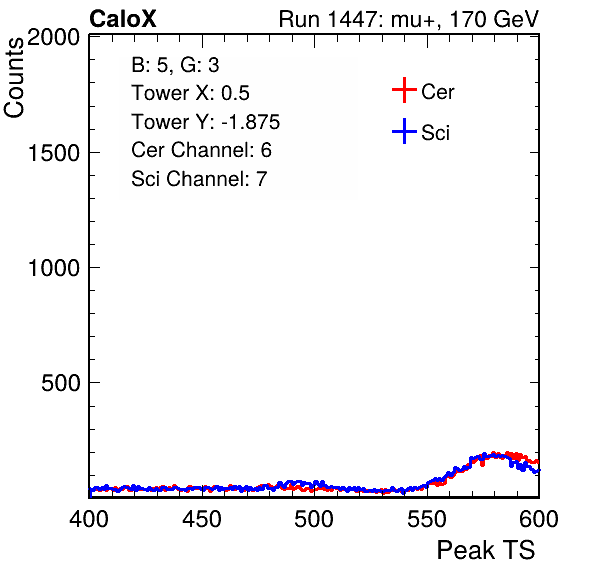 CaloX Run 1447: mu+, 170 GeV
Counts
2000
1500
1000
500
B: 5, G: 3
Tower X: 0.5
Tower Y: -1.875
Cer Channel: 6
Sci Channel: 7
Cer
Sci
400 450 500 550 600
Peak TS